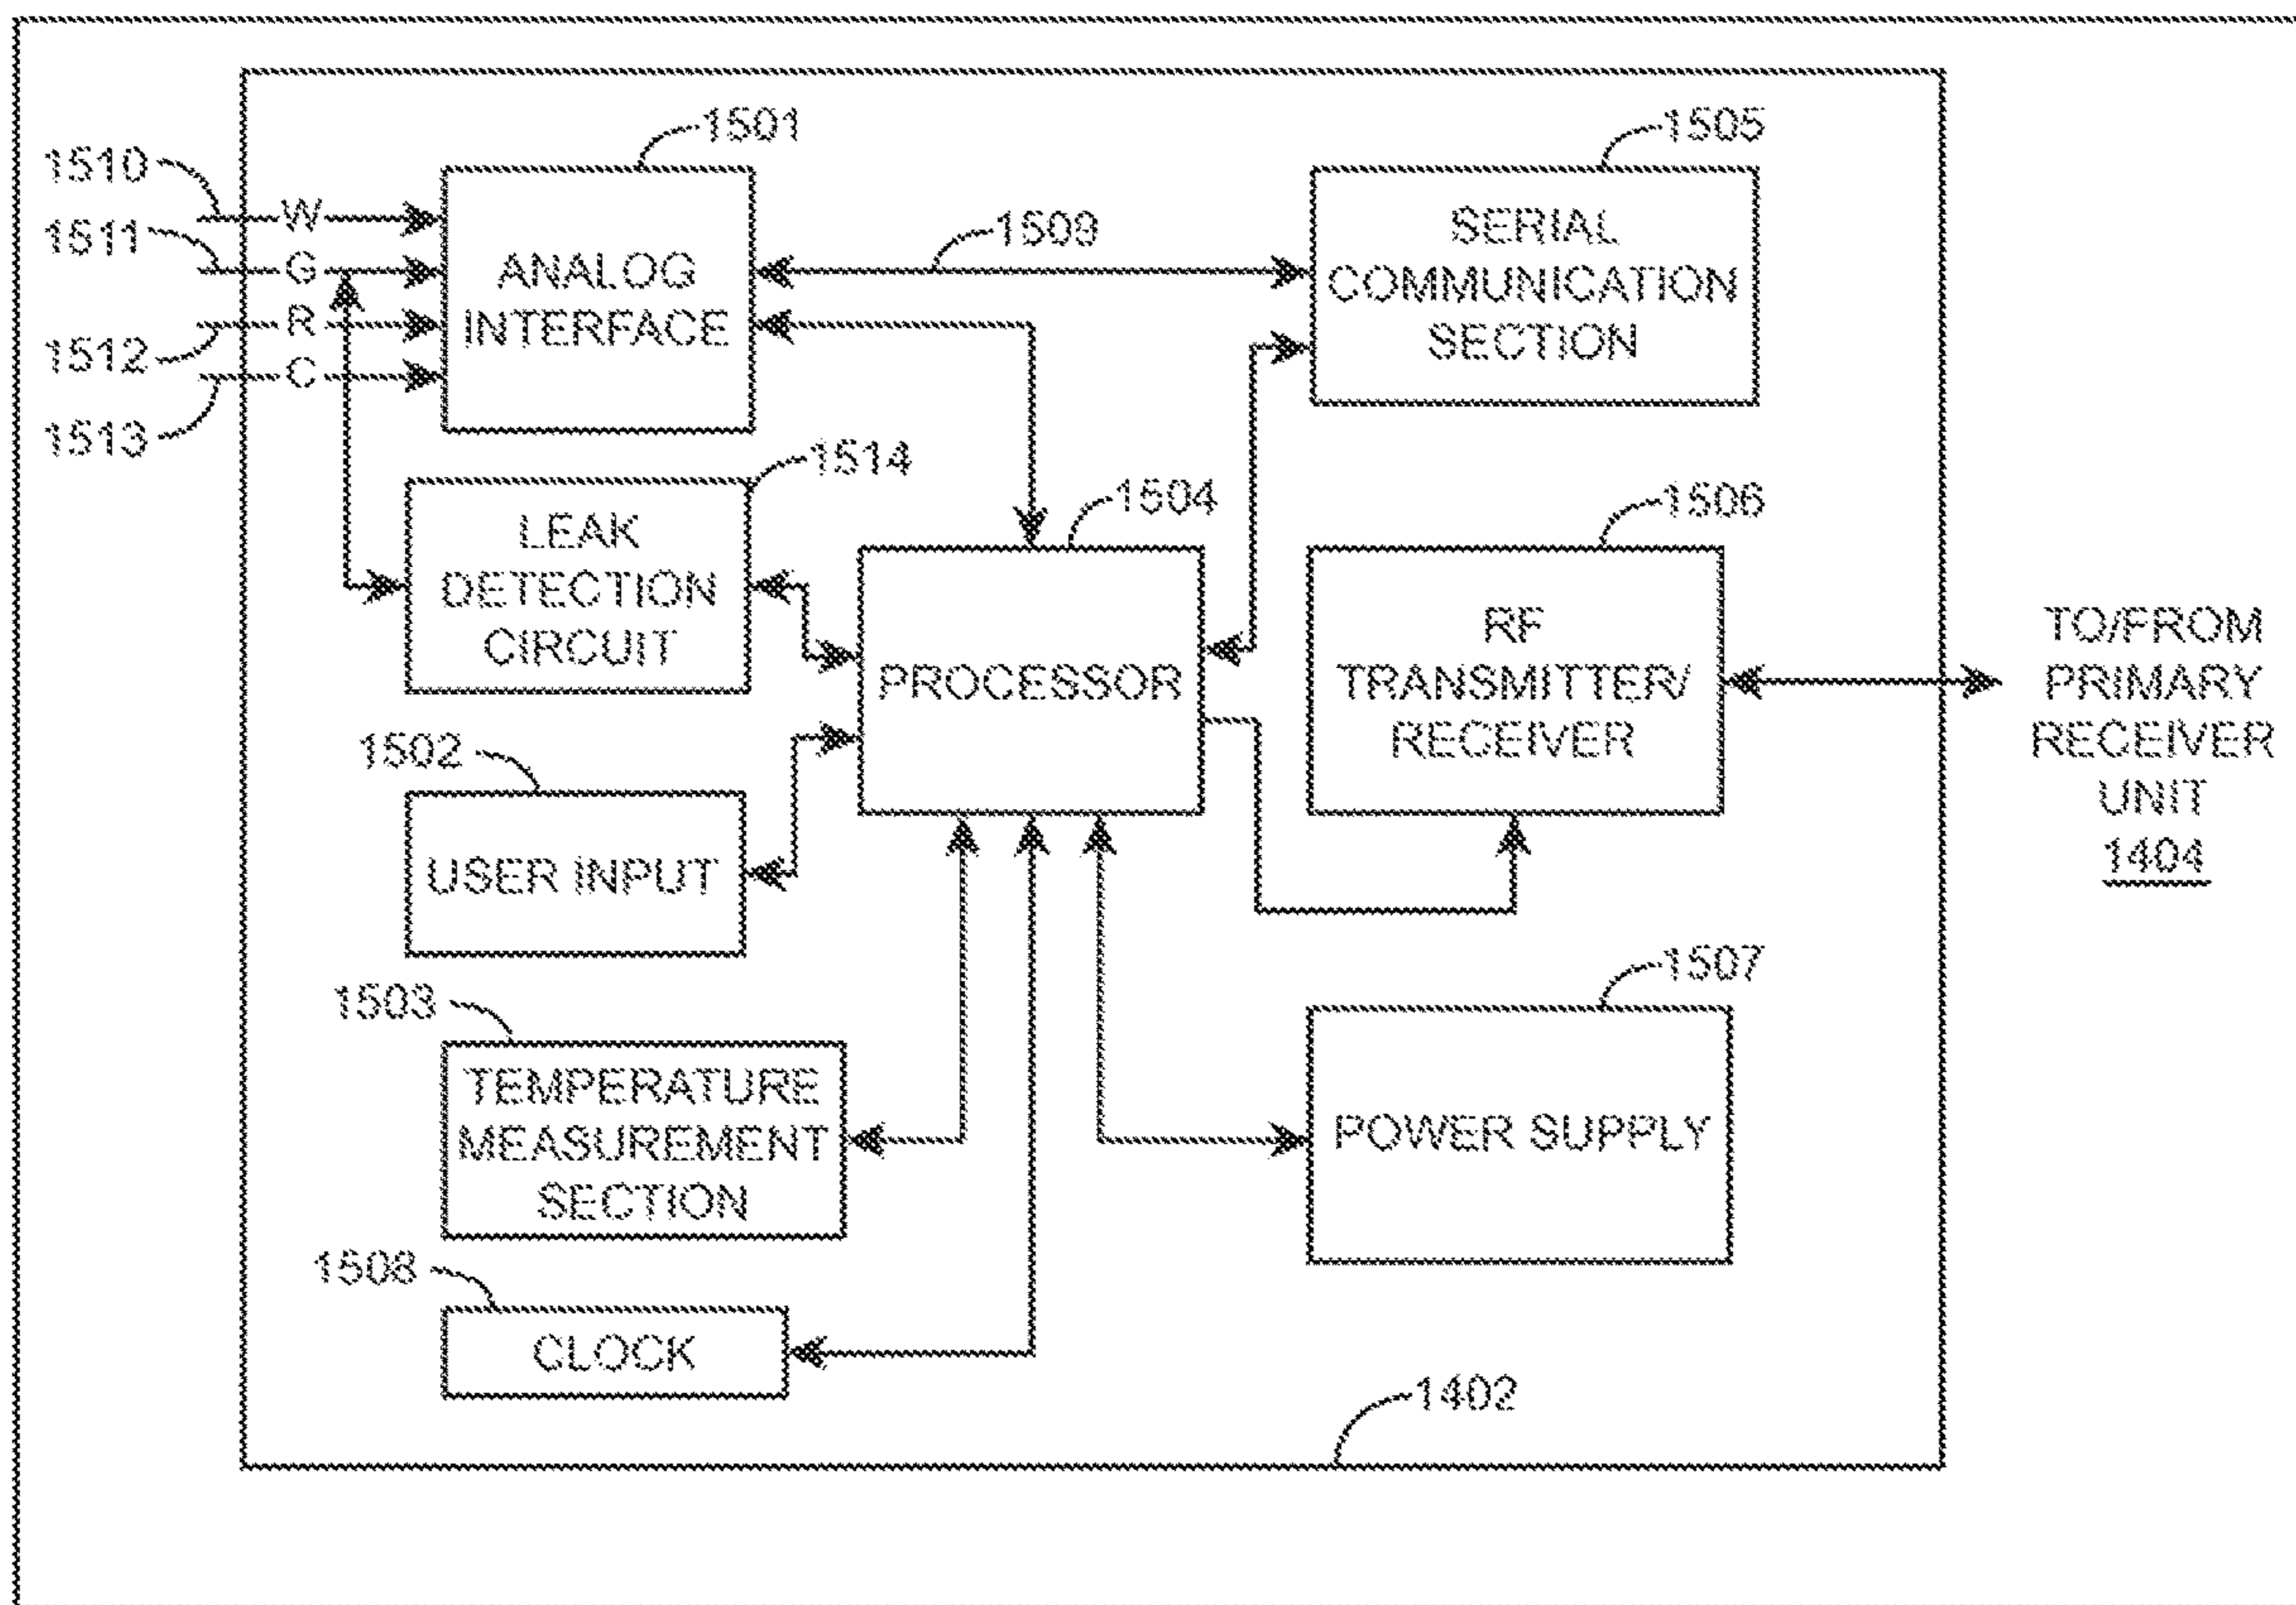 1501
1505
1510
W
1511
G
1512
R
1513
C
ANALOG
INTERFACE
1509
SERIAL
COMMUNICATION
SECTION
1514
LEAK
DETECTION
CIRCUIT
1504
PROCESSOR
1506
RF
TRANSMITTER/
RECEIVER
TO/FROM
PRIMARY
RECEIVER
UNIT
1404
1502
USER INPUT
1503
TEMPERATURE
MEASUREMENT
SECTION
1507
POWER SUPPLY
1508
CLOCK
1402